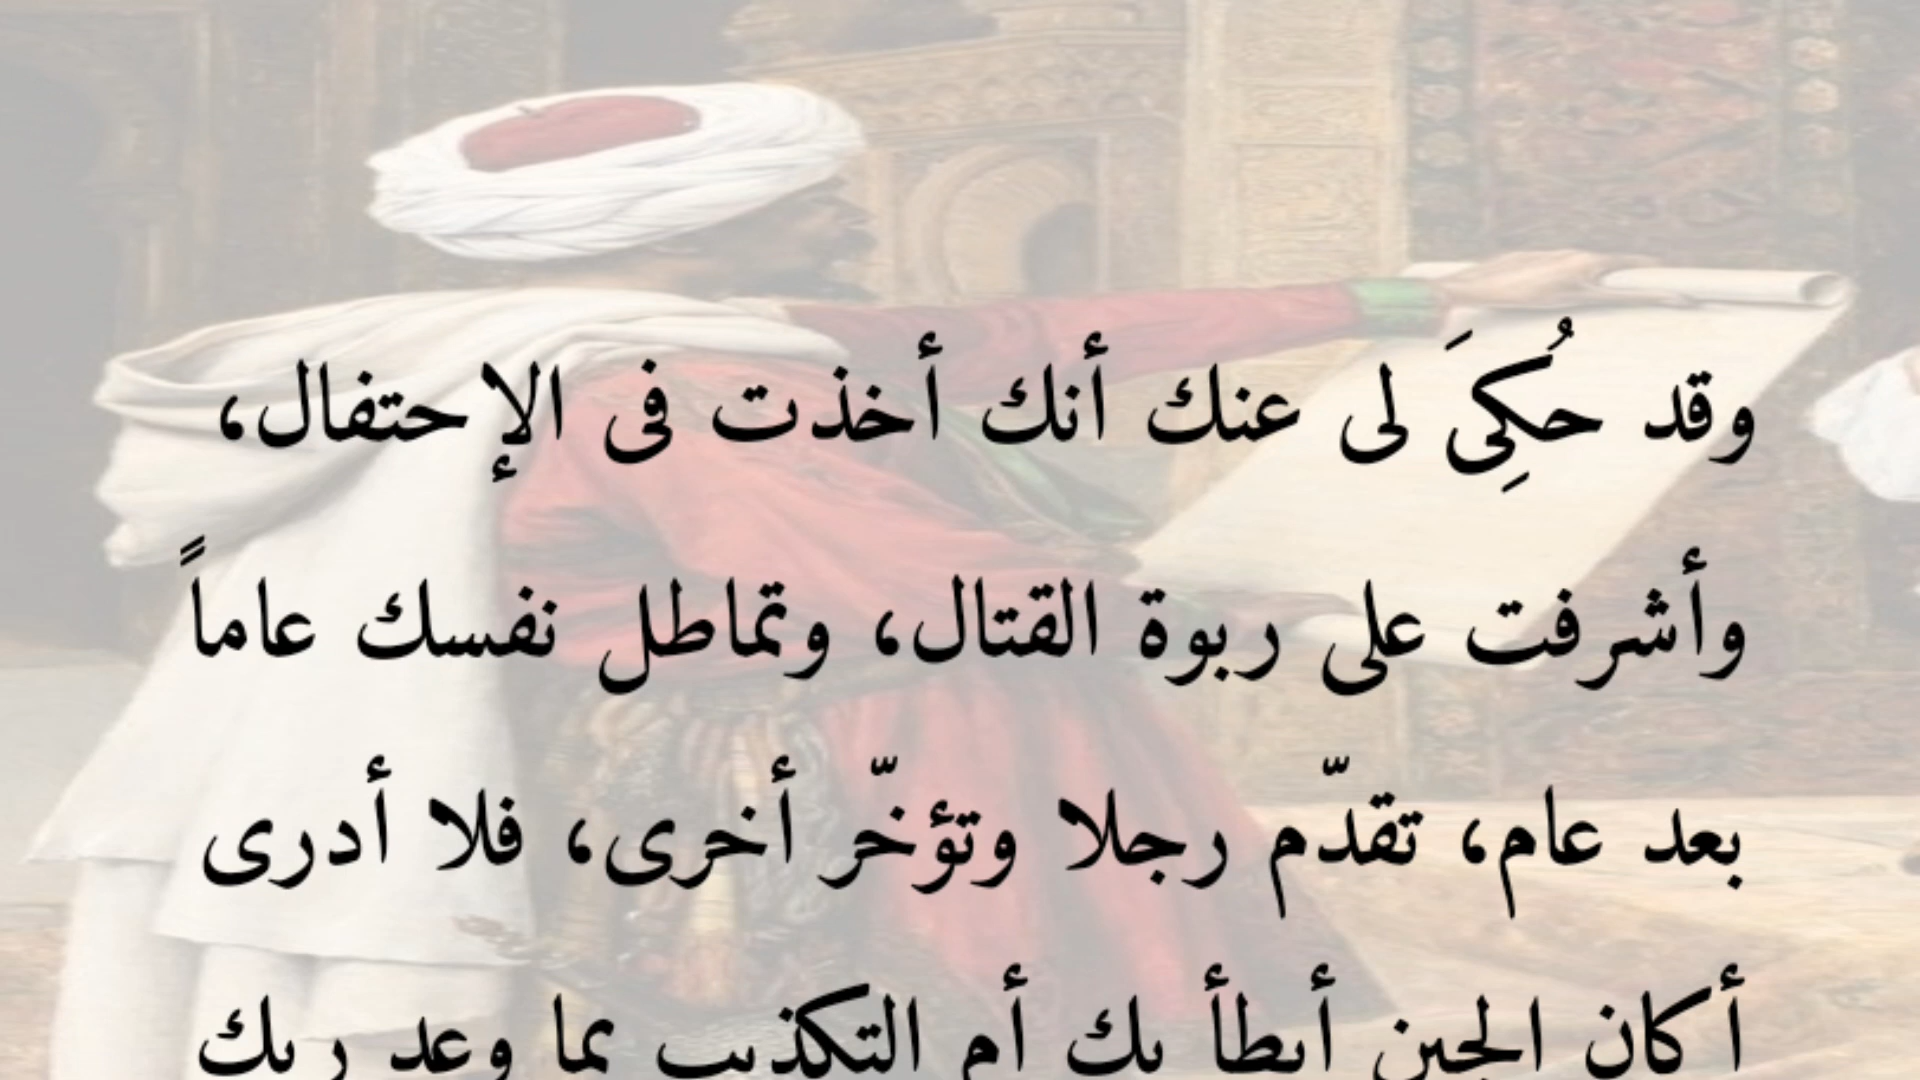 وقد حُكِىَ لى عنك أنك أخذت فى الإحتفال،
وأشرفت على ربوة القتال، وتماطل نفسك عاماً
بعد عام، تقدّم رجلا وتؤخّر أخرى، فلا أدرى
أكان الجبن أبطأ بك أم التكذيب بما وعد ربك